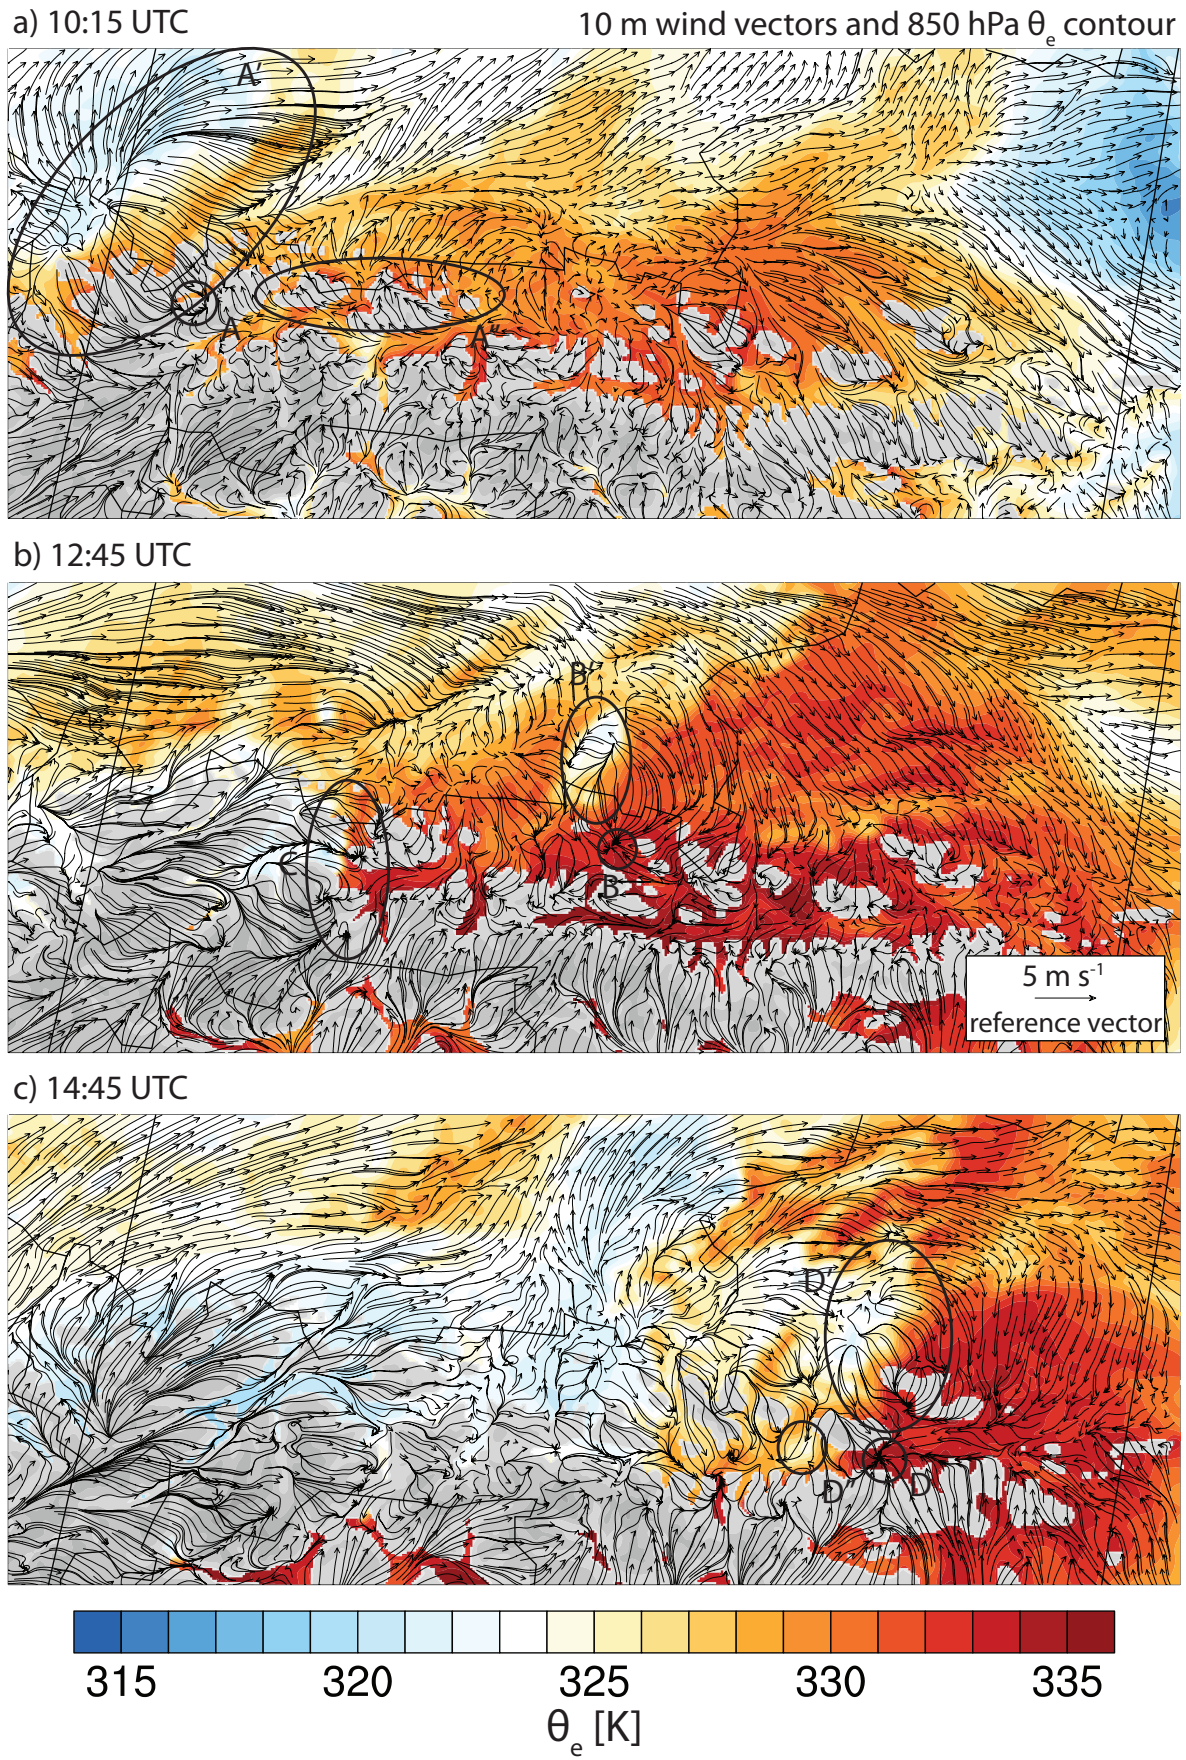 a) 10:15 UTC
10 m wind vectors and 850 hPa θe contour
A'
A
A"
b) 12:45 UTC
B'
C
B
5 m s-1
reference vector
c) 14:45 UTC
D'
D"
D
315 320 325 330 335
θe [K]